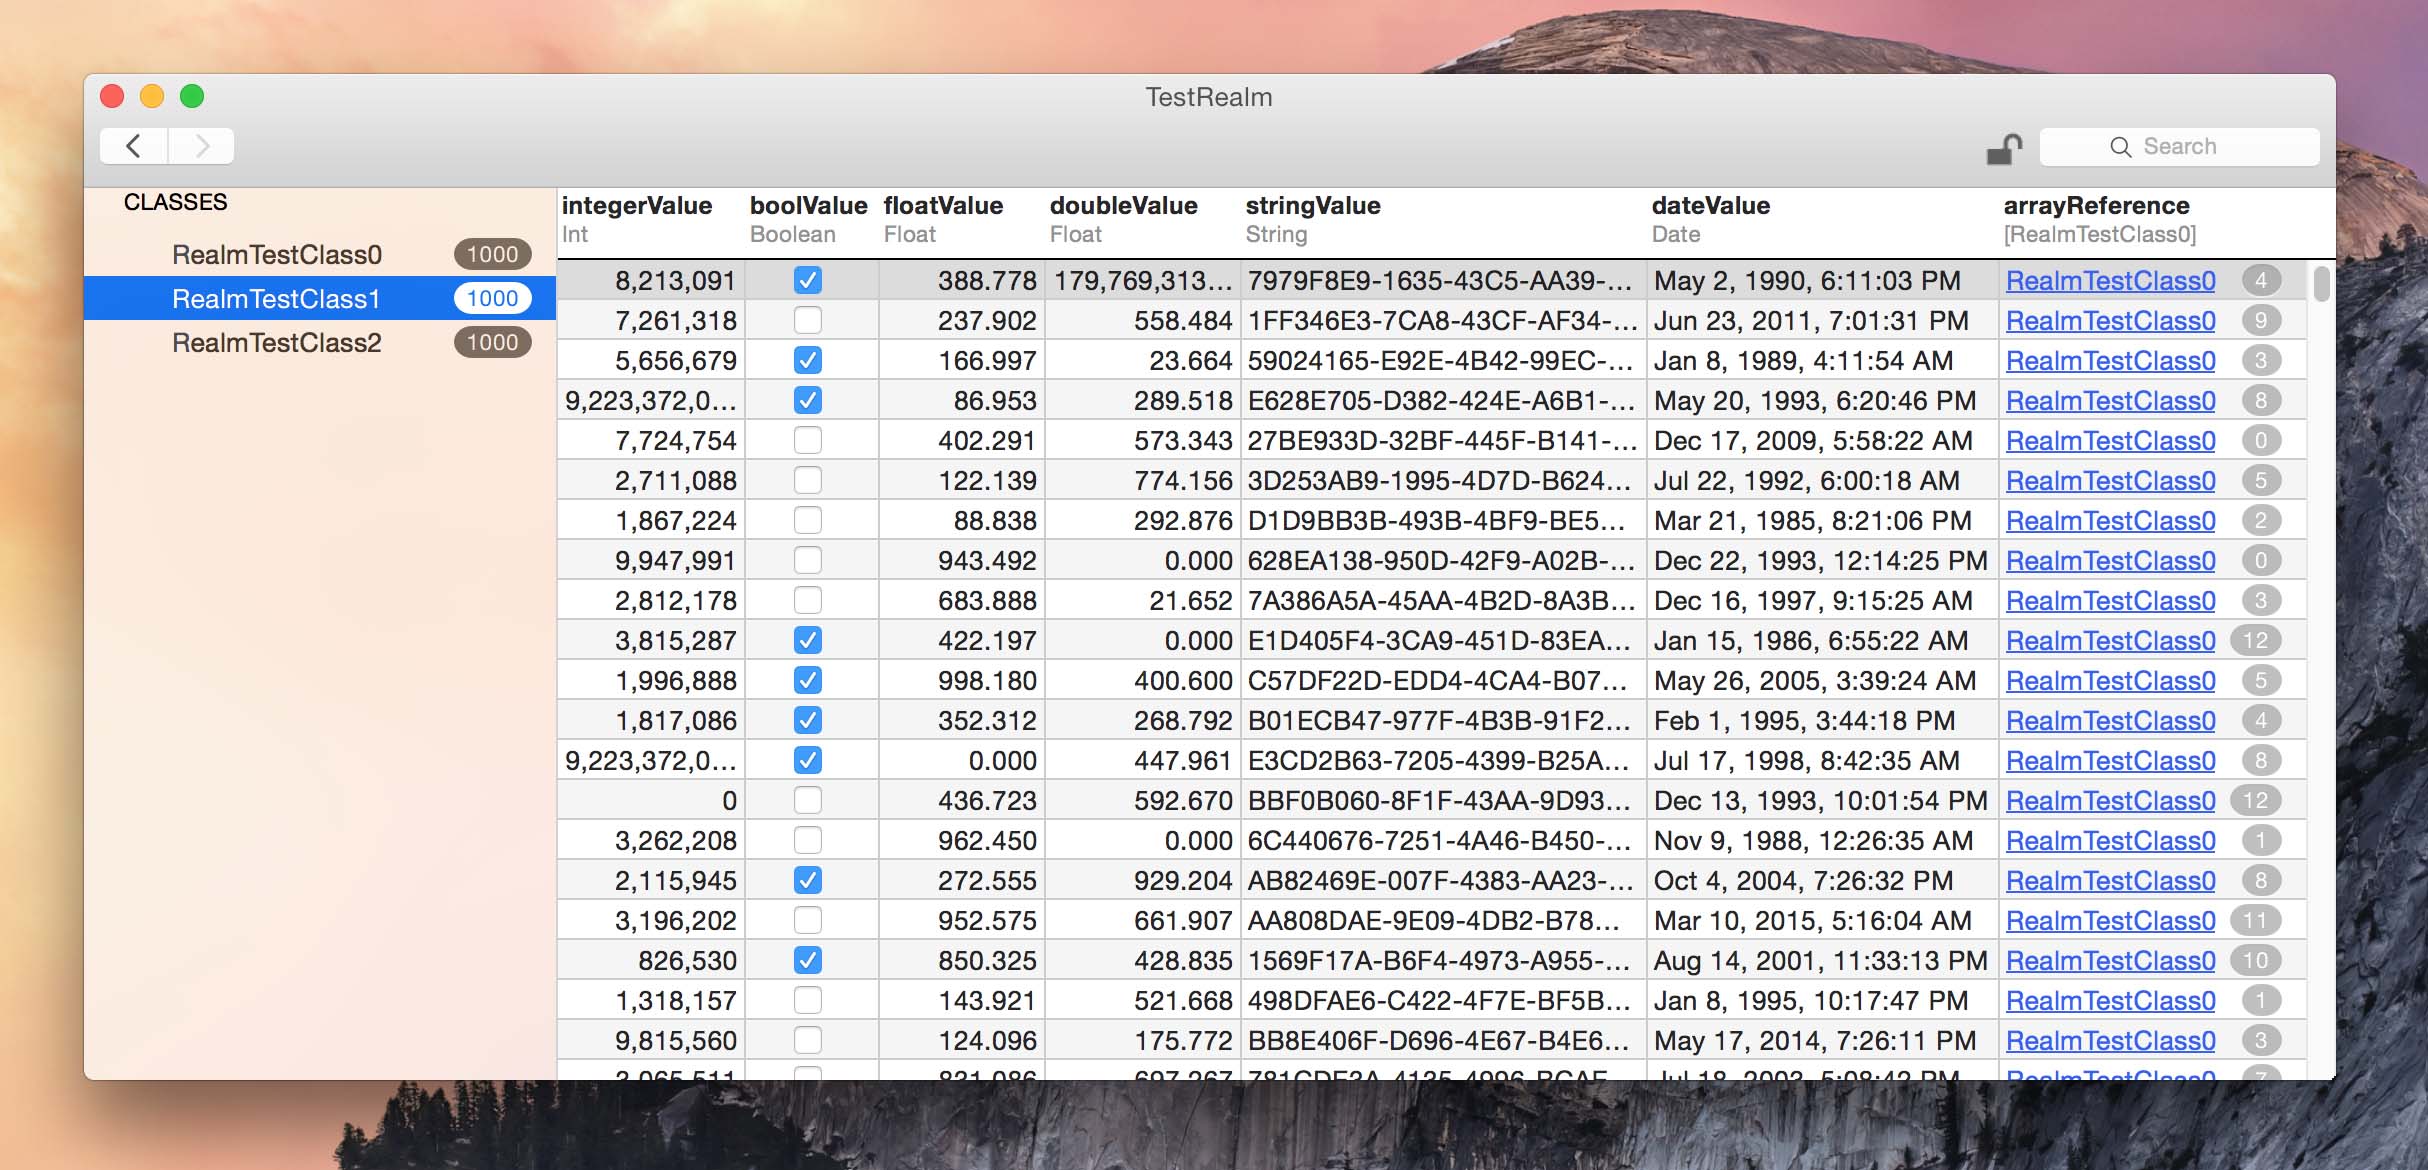 TestRealm
Search
CLASSES
RealmTestClass0 1000
RealmTestClass1 1000
RealmTestClass2 1000
integerValue boolValue floatValue doubleValue stringValue dateValue arrayReference
Int Boolean Float Float String Date [RealmTestClass0]
8,213,091 388.778 179,769,313... 7979F8E9-1635-43C5-AA39-... May 2, 1990, 6:11:03 PM RealmTestClass0 4
7,261,318 237.902 558.484 1FF346E3-7CA8-43CF-AF34-... Jun 23, 2011, 7:01:31 PM RealmTestClass0 9
5,656,679 166.997 23.664 59024165-E92E-4B42-99EC-... Jan 8, 1989, 4:11:54 AM RealmTestClass0 3
9,223,372,0... 86.953 289.518 E628E705-D382-424E-A6B1-... May 20, 1993, 6:20:46 PM RealmTestClass0 8
7,724,754 402.291 573.343 27BE933D-32BF-445F-B141-... Dec 17, 2009, 5:58:22 AM RealmTestClass0 0
2,711,088 122.139 774.156 3D253AB9-1995-4D7D-B624... Jul 22, 1992, 6:00:18 AM RealmTestClass0 5
1,867,224 88.838 292.876 D1D9BB3B-493B-4BF9-BE5... Mar 21, 1985, 8:21:06 PM RealmTestClass0 2
9,947,991 943.492 0.000 628EA138-950D-42F9-A02B-... Dec 22, 1993, 12:14:25 PM RealmTestClass0 0
2,812,178 683.888 21.652 7A386A5A-45AA-4B2D-8A3B... Dec 16, 1997, 9:15:25 AM RealmTestClass0 3
3,815,287 422.197 0.000 E1D405F4-3CA9-451D-83EA... Jan 15, 1986, 6:55:22 AM RealmTestClass0 12
1,996,888 998.180 400.600 C57DF22D-EDD4-4CA4-B07... May 26, 2005, 3:39:24 AM RealmTestClass0 5
1,817,086 352.312 268.792 B01ECB47-977F-4B3B-91F2... Feb 1, 1995, 3:44:18 PM RealmTestClass0 4
9,223,372,0... 0.000 447.961 E3CD2B63-7205-4399-B25A... Jul 17, 1998, 8:42:35 AM RealmTestClass0 8
0 436.723 592.670 BBF0B060-8F1F-43AA-9D93... Dec 13, 1993, 10:01:54 PM RealmTestClass0 12
3,262,208 962.450 0.000 6C440676-7251-4A46-B450-... Nov 9, 1988, 12:26:35 AM RealmTestClass0 1
2,115,945 272.555 929.204 AB82469E-007F-4383-AA23-... Oct 4, 2004, 7:26:32 PM RealmTestClass0 8
3,196,202 952.575 661.907 AA808DAE-9E09-4DB2-B78... Mar 10, 2015, 5:16:04 AM RealmTestClass0 11
826,530 850.325 428.835 1569F17A-B6F4-4973-A955-... Aug 14, 2001, 11:33:13 PM RealmTestClass0 10
1,318,157 143.921 521.668 498DFAE6-C422-4F7E-BF5B... Jan 8, 1995, 10:17:47 PM RealmTestClass0 1
9,815,560 124.096 175.772 BB8E406F-D696-4E67-B4E6... May 17, 2014, 7:26:11 PM RealmTestClass0 3
RealmTestClass0